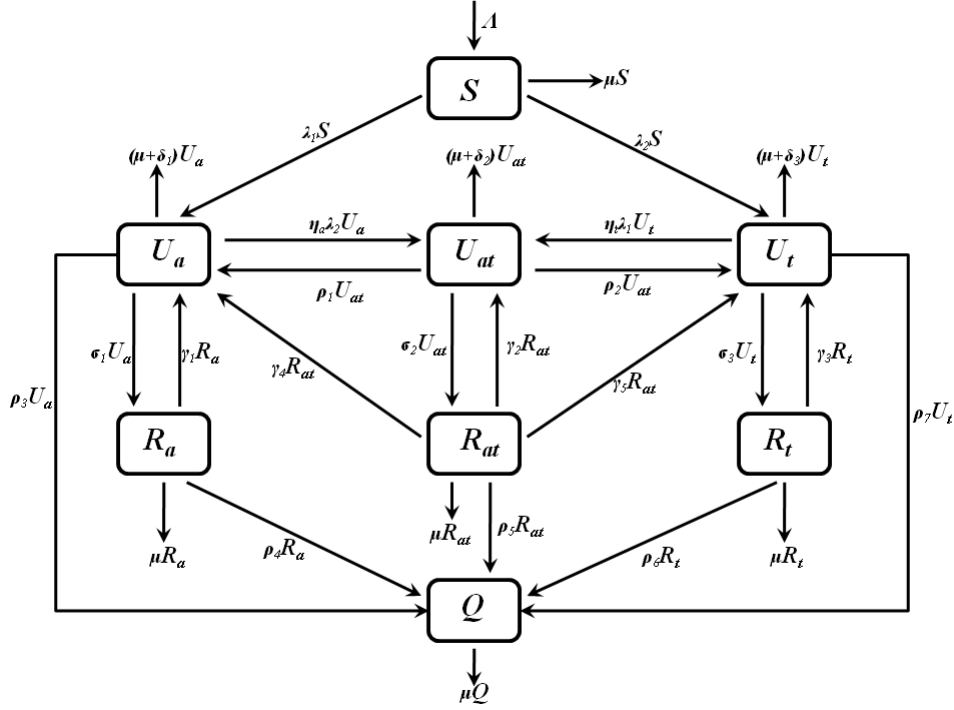 Λ
S
μS
λ₁S
λ₂S
(μ+δ₁)Uₐ
(μ+δ₂)Uₐₜ
(μ+δ₃)Uₜ
ηₐλ₂Uₐ
ηₜλ₁Uₜ
Uₐ
Uₐₜ
Uₜ
ρ₁Uₐₜ
ρ₂Uₐₜ
σ₁Uₐ
γ₁Rₐ
σ₂Uₐₜ
γ₂Rₐₜ
σ₃Uₜ
γ₃Rₜ
γ₄Rₐₜ
γ₅Rₐₜ
ρ₃Uₐ
ρ₇Uₜ
Rₐ
Rₐₜ
Rₜ
μRₐ
ρ₄Rₐ
μRₐₜ
ρ₅Rₐₜ
ρ₆Rₜ
μRₜ
Q
μQ